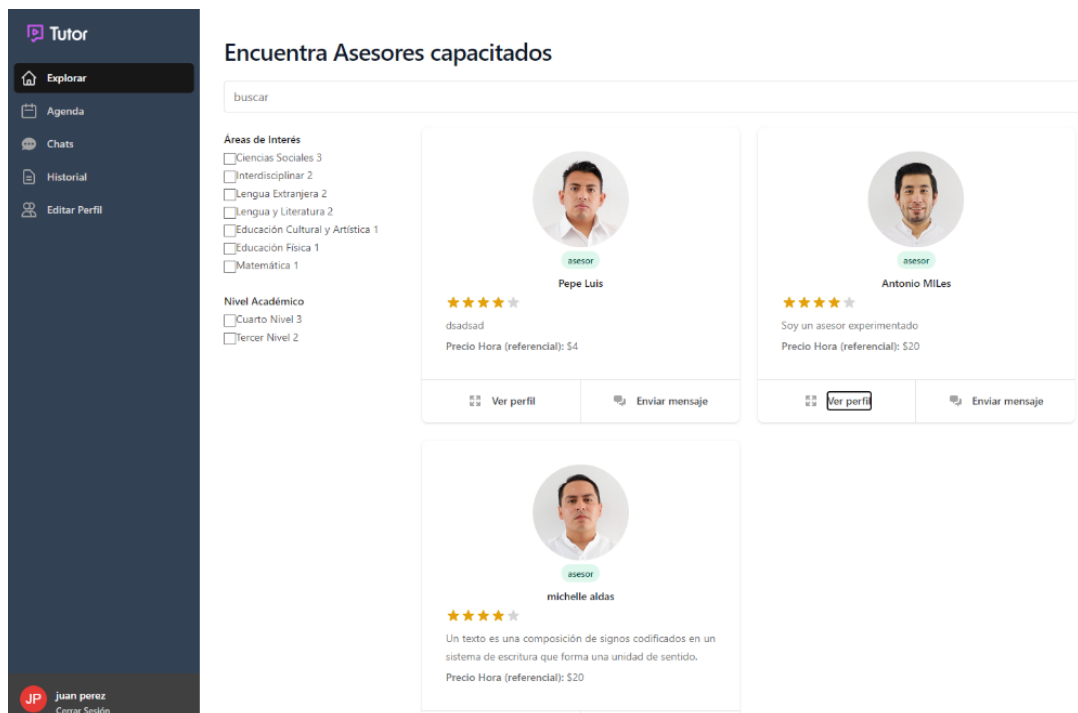 Tutor
Explorar
Agenda
Chats
Historial
Editar Perfil
JP
juan perez
Cerrar Sesión
Encuentra Asesores capacitados
buscar
Áreas de Interés
Ciencias Sociales 3
Interdisciplinar 2
Lengua Extranjera 2
Lengua y Literatura 2
Educación Cultural y Artística 1
Educación Física 1
Matemática 1
Nivel Académico
Cuarto Nivel 3
Tercer Nivel 2
asesor
Pepe Luis
dsadsad
Precio Hora (referencial): $4
Ver perfil
Enviar mensaje
asesor
Antonio MILes
Soy un asesor experimentado
Precio Hora (referencial): $20
Ver perfil
Enviar mensaje
asesor
michelle aldas
Un texto es una composición de signos codificados en un
sistema de escritura que forma una unidad de sentido.
Precio Hora (referencial): $20